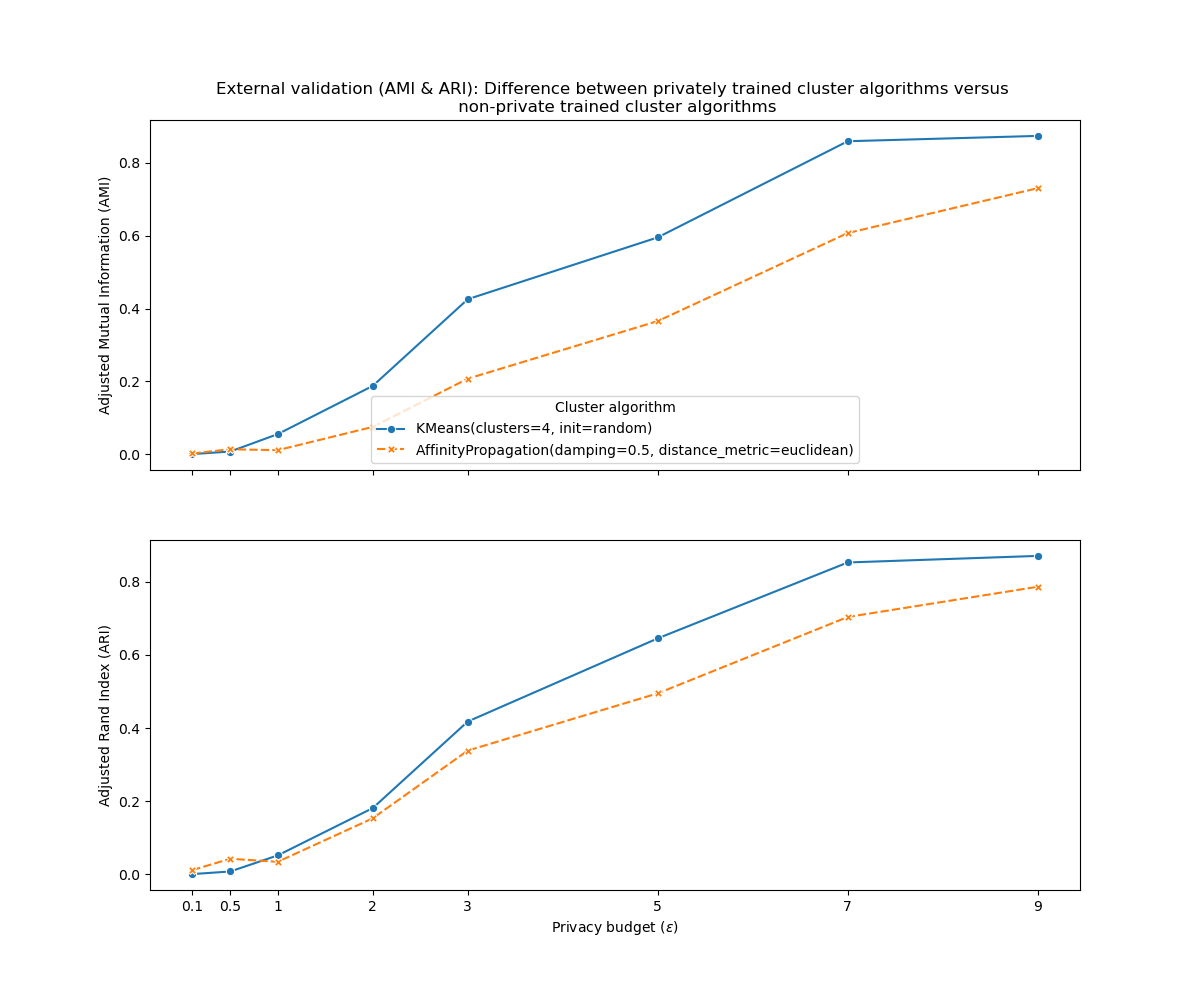 External validation (AMI & ARI): Difference between privately trained cluster algorithms versus
non-private trained cluster algorithms
Adjusted Mutual Information (AMI)
0.8
0.6
0.4
0.2
0.0
Cluster algorithm
KMeans(clusters=4, init=random)
AffinityPropagation(damping=0.5, distance_metric=euclidean)
Adjusted Rand Index (ARI)
0.8
0.6
0.4
0.2
0.0
0.1 0.5 1 2 3 5 7 9
Privacy budget (ε)